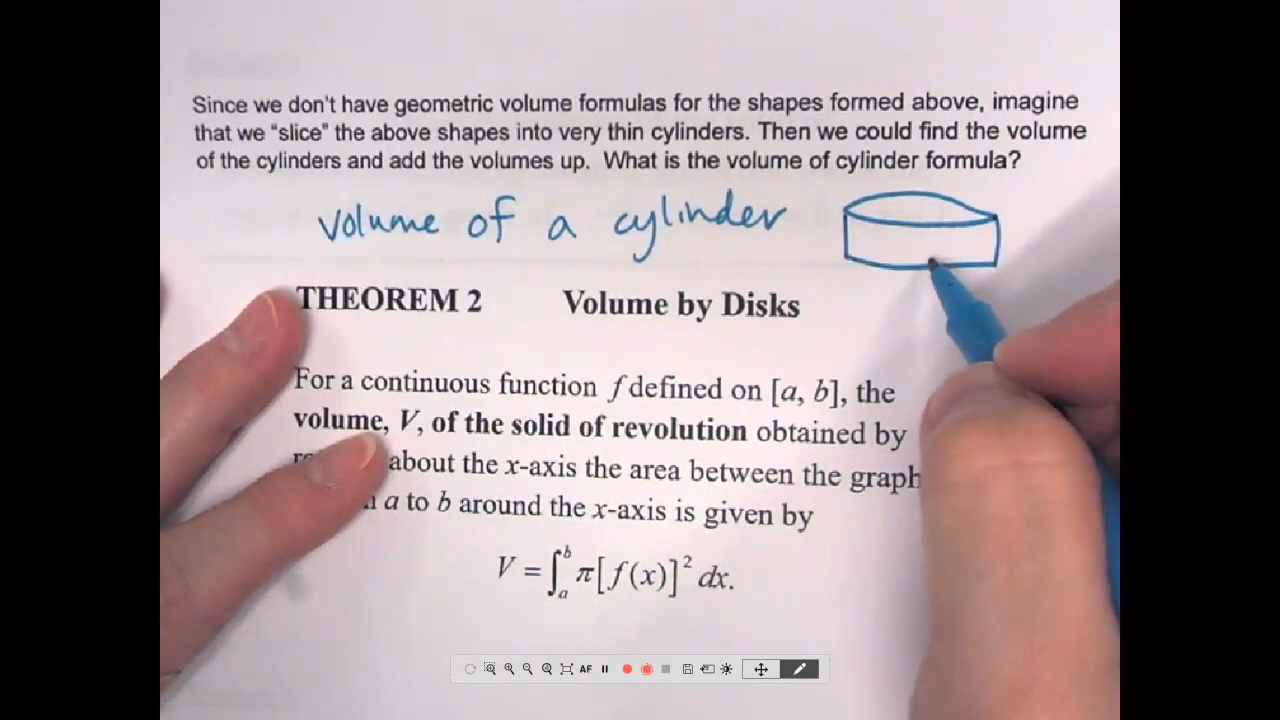 Since we don't have geometric volume formulas for the shapes formed above, imagine
that we “slice” the above shapes into very thin cylinders. Then we could find the volume
of the cylinders and add the volumes up. What is the volume of cylinder formula?
volume of a cylinder
THEOREM 2 Volume by Disks
For a continuous function f defined on [a, b], the
volume, V, of the solid of revolution obtained by
about the x-axis the area between the graph
a to b around the x-axis is given by
V = ∫_a^b π[f(x)]² dx.
AF